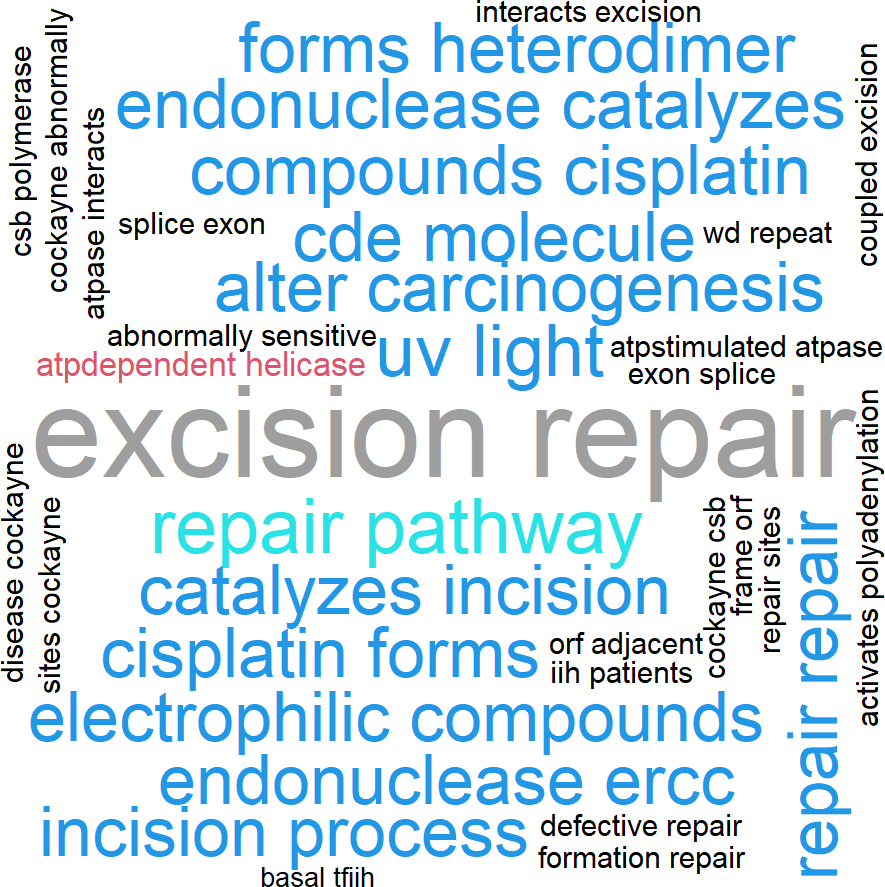 interacts excision
forms heterodimer
endonuclease catalyzes
compounds cisplatin
csb polymerase
cockayne abnormally
atpase interacts
coupled excision
splice exon
cde molecule
wd repeat
alter carcinogenesis
abnormally sensitive
uv light
atpstimulated atpase
atpdependent helicase
exon splice
excision repair
disease cockayne
sites cockayne
repair pathway
cockayne csb
frame orf
repair sites
repair repair
activates polyadenylation
catalyzes incision
cisplatin forms
orf adjacent
iih patients
electrophilic compounds
endonuclease ercc
incision process
defective repair
formation repair
basal tfiih